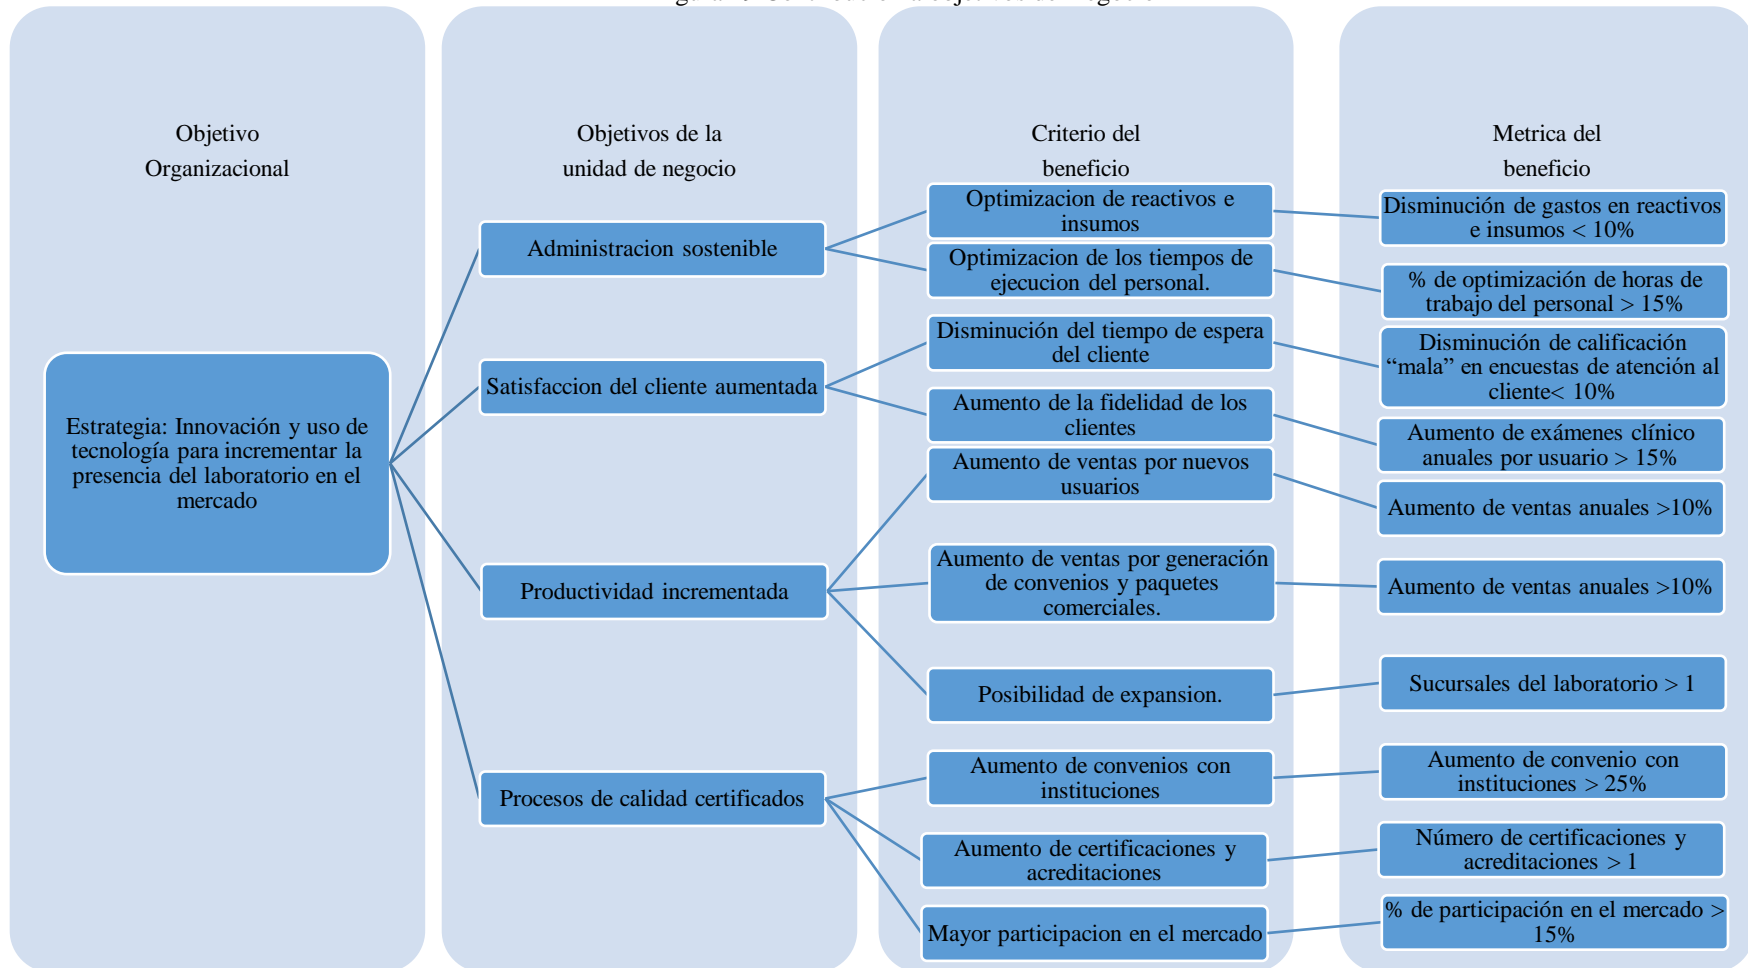 Objetivo
Organizacional
Objetivos de la
unidad de negocio
Criterio del
beneficio
Metrica del
beneficio
Estrategia: Innovación y uso de
tecnología para incrementar la
presencia del laboratorio en el
mercado
Administracion sostenible
Optimizacion de reactivos e
insumos
Disminución de gastos en reactivos
e insumos < 10%
Optimizacion de los tiempos de
ejecucion del personal.
% de optimización de horas de
trabajo del personal > 15%
Satisfaccion del cliente aumentada
Disminución del tiempo de espera
del cliente
Disminución de calificación
“mala” en encuestas de atención al
cliente< 10%
Aumento de la fidelidad de los
clientes
Aumento de exámenes clínico
anuales por usuario > 15%
Productividad incrementada
Aumento de ventas por nuevos
usuarios
Aumento de ventas anuales >10%
Aumento de ventas por generación
de convenios y paquetes
comerciales.
Aumento de ventas anuales >10%
Posibilidad de expansion.
Sucursales del laboratorio > 1
Procesos de calidad certificados
Aumento de convenios con
instituciones
Aumento de convenio con
instituciones > 25%
Aumento de certificaciones y
acreditaciones
Número de certificaciones y
acreditaciones > 1
Mayor participacion en el mercado
% de participación en el mercado >
15%